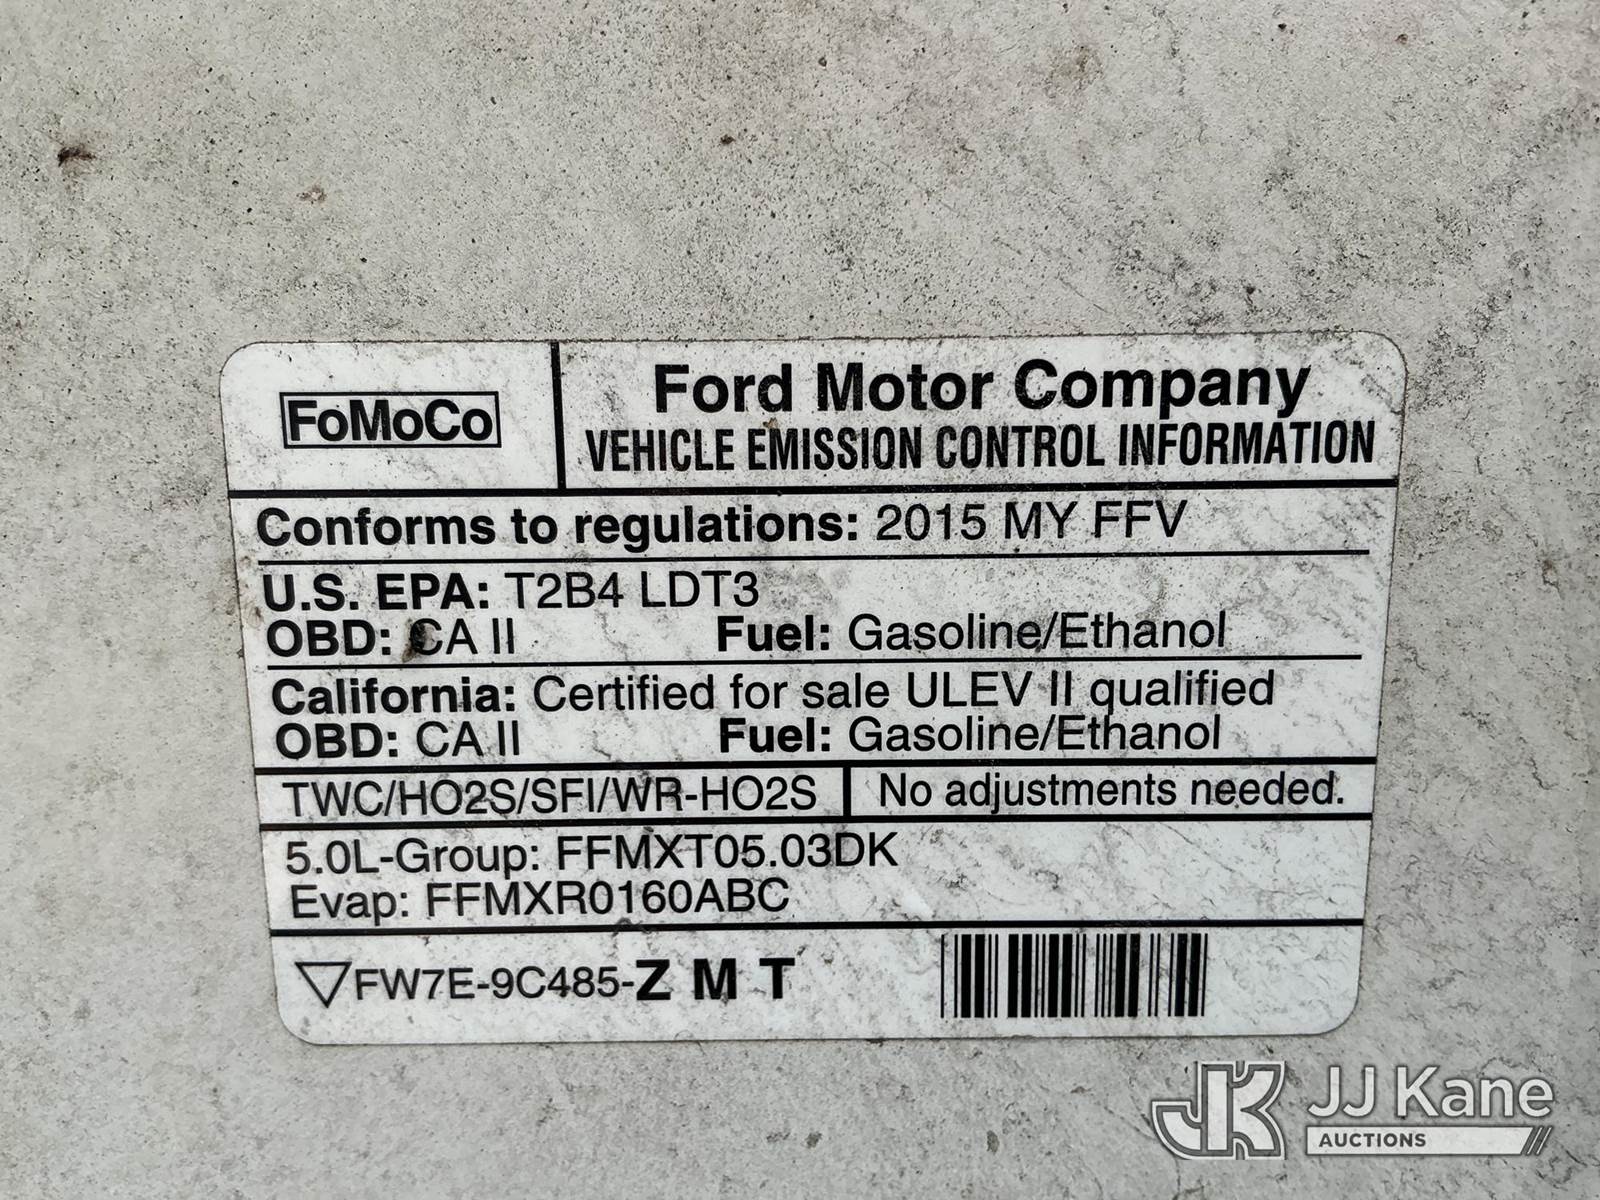 FoMoCo
Ford Motor Company
VEHICLE EMISSION CONTROL INFORMATION
Conforms to regulations: 2015 MY FFV
U.S. EPA: T2B4 LDT3
OBD: CA II Fuel: Gasoline/Ethanol
California: Certified for sale ULEV II qualified
OBD: CA II Fuel: Gasoline/Ethanol
TWC/HO2S/SFI/WR-HO2S No adjustments needed.
5.0L-Group: FFMXT05.03DK
Evap: FFMXR0160ABC
FW7E-9C485-Z M T
JK JJ Kane
AUCTIONS